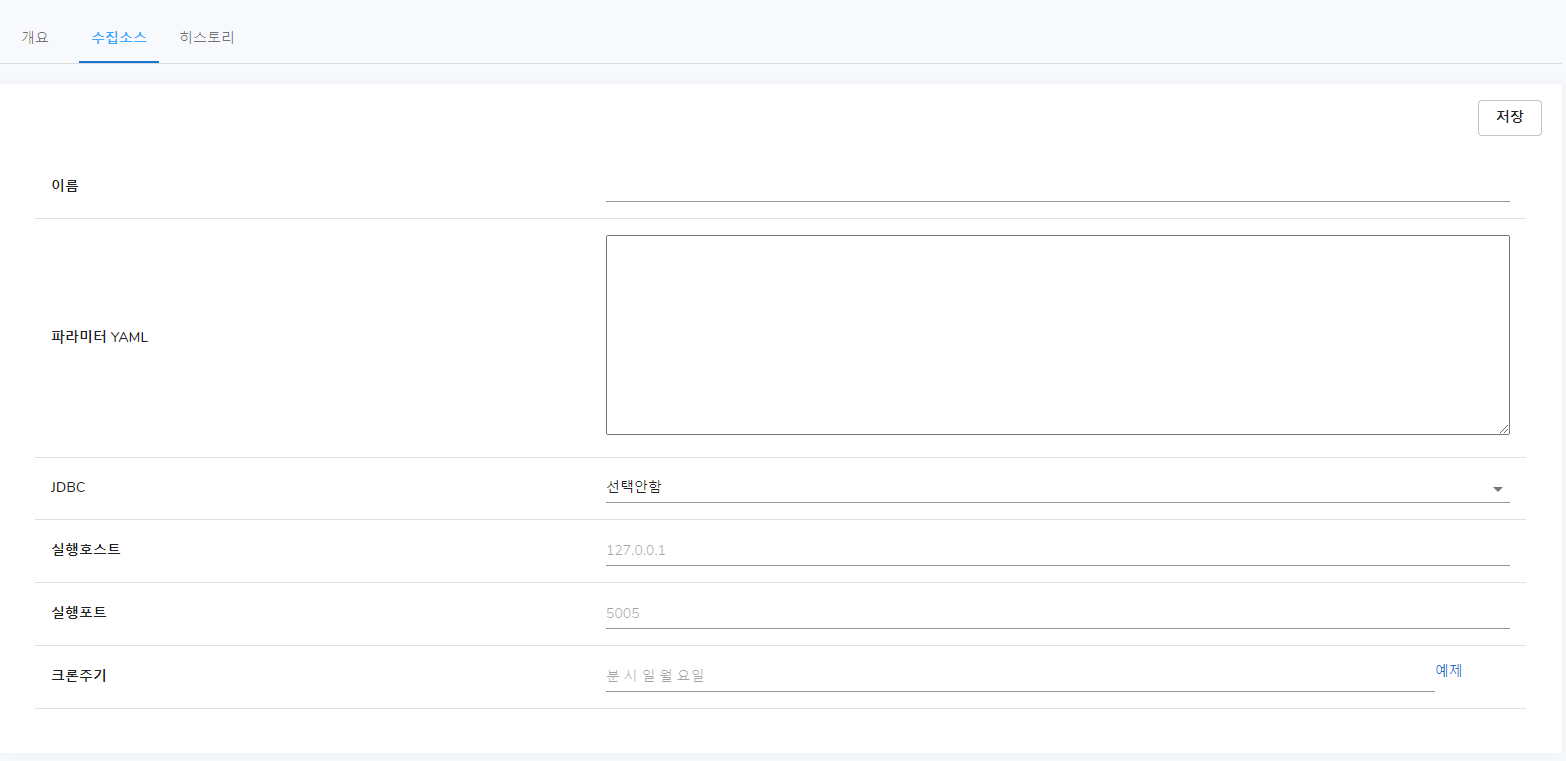 개요 수집소스 히스토리
저장
이름
파라미터 YAML
JDBC 선택안함
실행호스트 127.0.0.1
실행포트 5005
크론주기 분 시 일 월 요일 예제